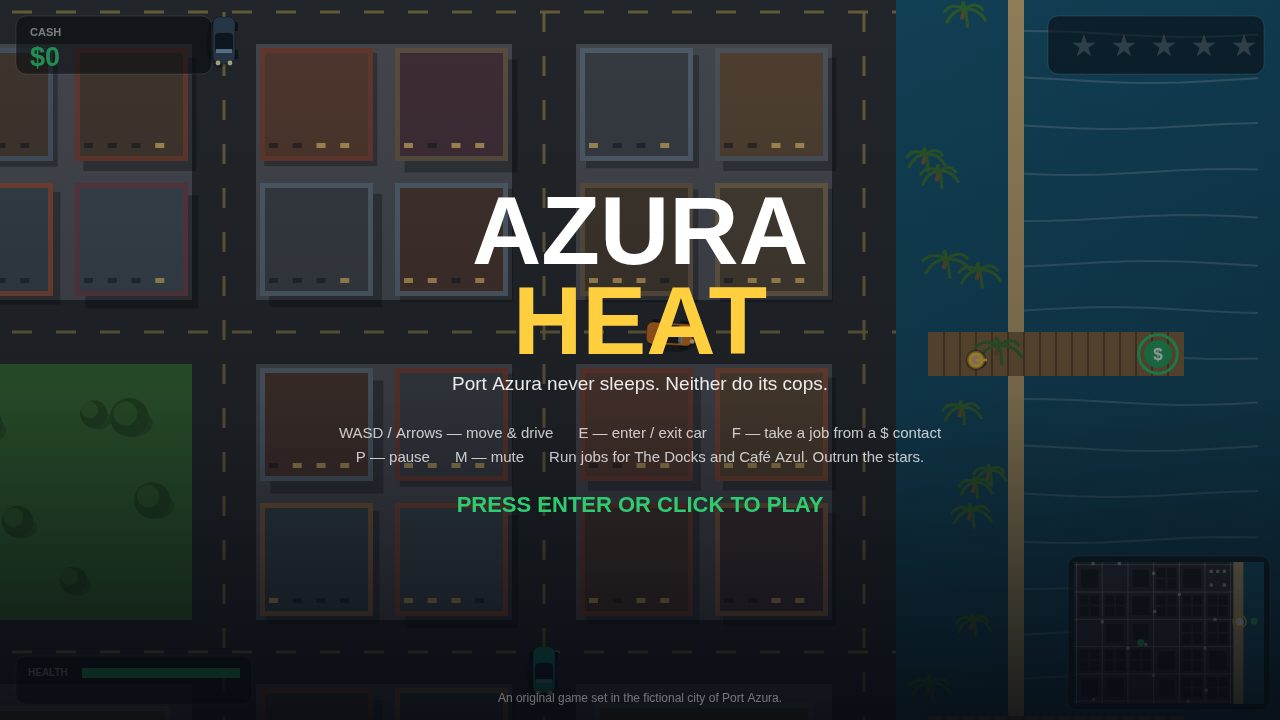 CASH
$0
AZURA
HEAT
$
Port Azura never sleeps. Neither do its cops.
WASD / Arrows — move & drive E — enter / exit car F — take a job from a $ contact
P — pause M — mute Run jobs for The Docks and Café Azul. Outrun the stars.
PRESS ENTER OR CLICK TO PLAY
HEALTH
An original game set in the fictional city of Port Azura.